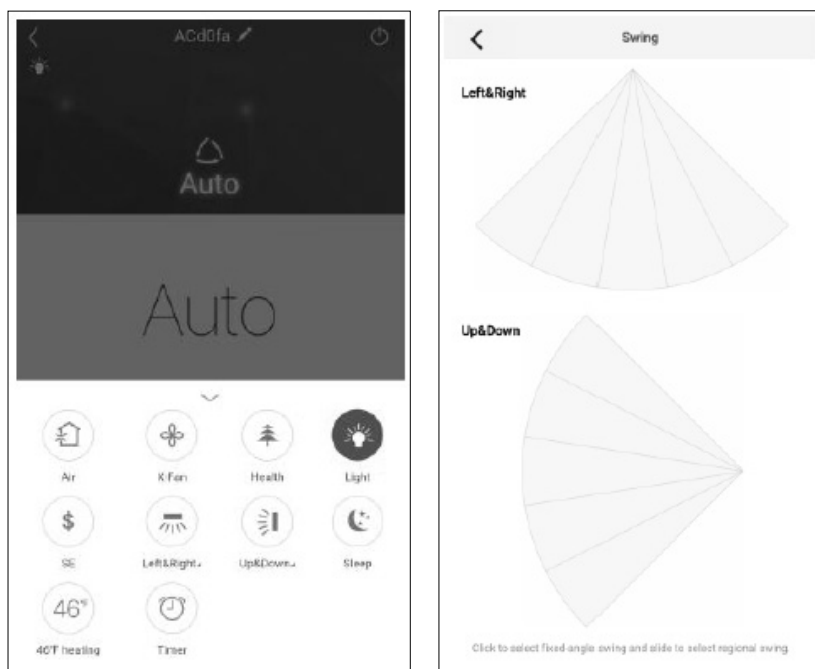 ACd0fa
Auto
Auto
Air
X-Fan
Health
Light
$
SE
Left&Right
Up&Down
Sleep
46°F
46°F heating
Timer
Swing
Left&Right
Up&Down
Click to select fixed-angle swing and slide to select regional swing